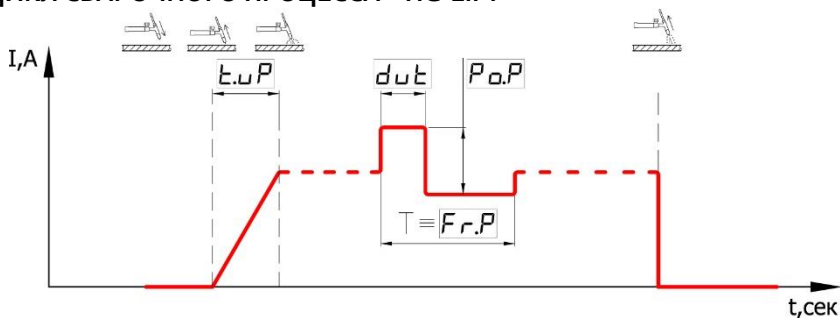 I,A
t.uP
dut
Po.P
T ≡ Fr.P
t,сек